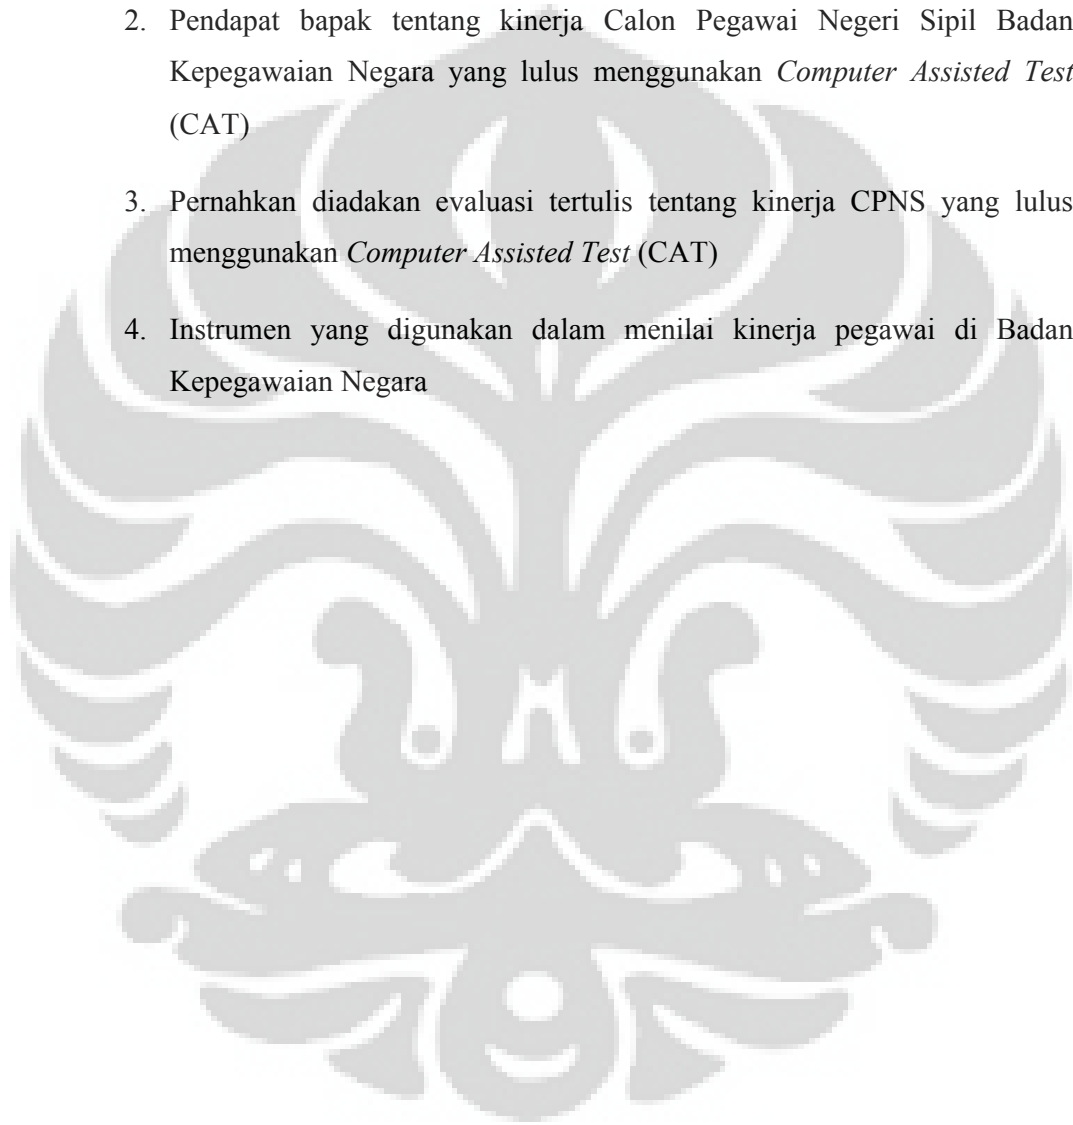 2. Pendapat bapak tentang kinerja Calon Pegawai Negeri Sipil Badan
Kepegawaian Negara yang lulus menggunakan Computer Assisted Test
(CAT)
3. Pernahkan diadakan evaluasi tertulis tentang kinerja CPNS yang lulus
menggunakan Computer Assisted Test (CAT)
4. Instrumen yang digunakan dalam menilai kinerja pegawai di Badan
Kepegawaian Negara